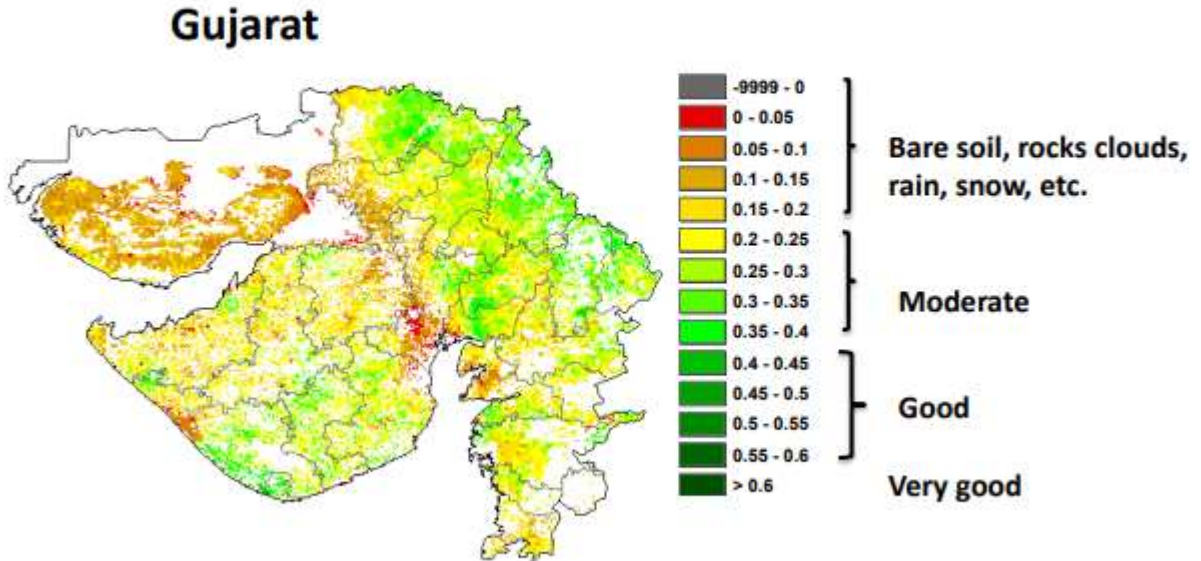 Gujarat
-9999 - 0
0 - 0.05
0.05 - 0.1
0.1 - 0.15
0.15 - 0.2
Bare soil, rocks clouds,
rain, snow, etc.
0.2 - 0.25
0.25 - 0.3
0.3 - 0.35
0.35 - 0.4
Moderate
0.4 - 0.45
0.45 - 0.5
0.5 - 0.55
0.55 - 0.6
Good
> 0.6
Very good